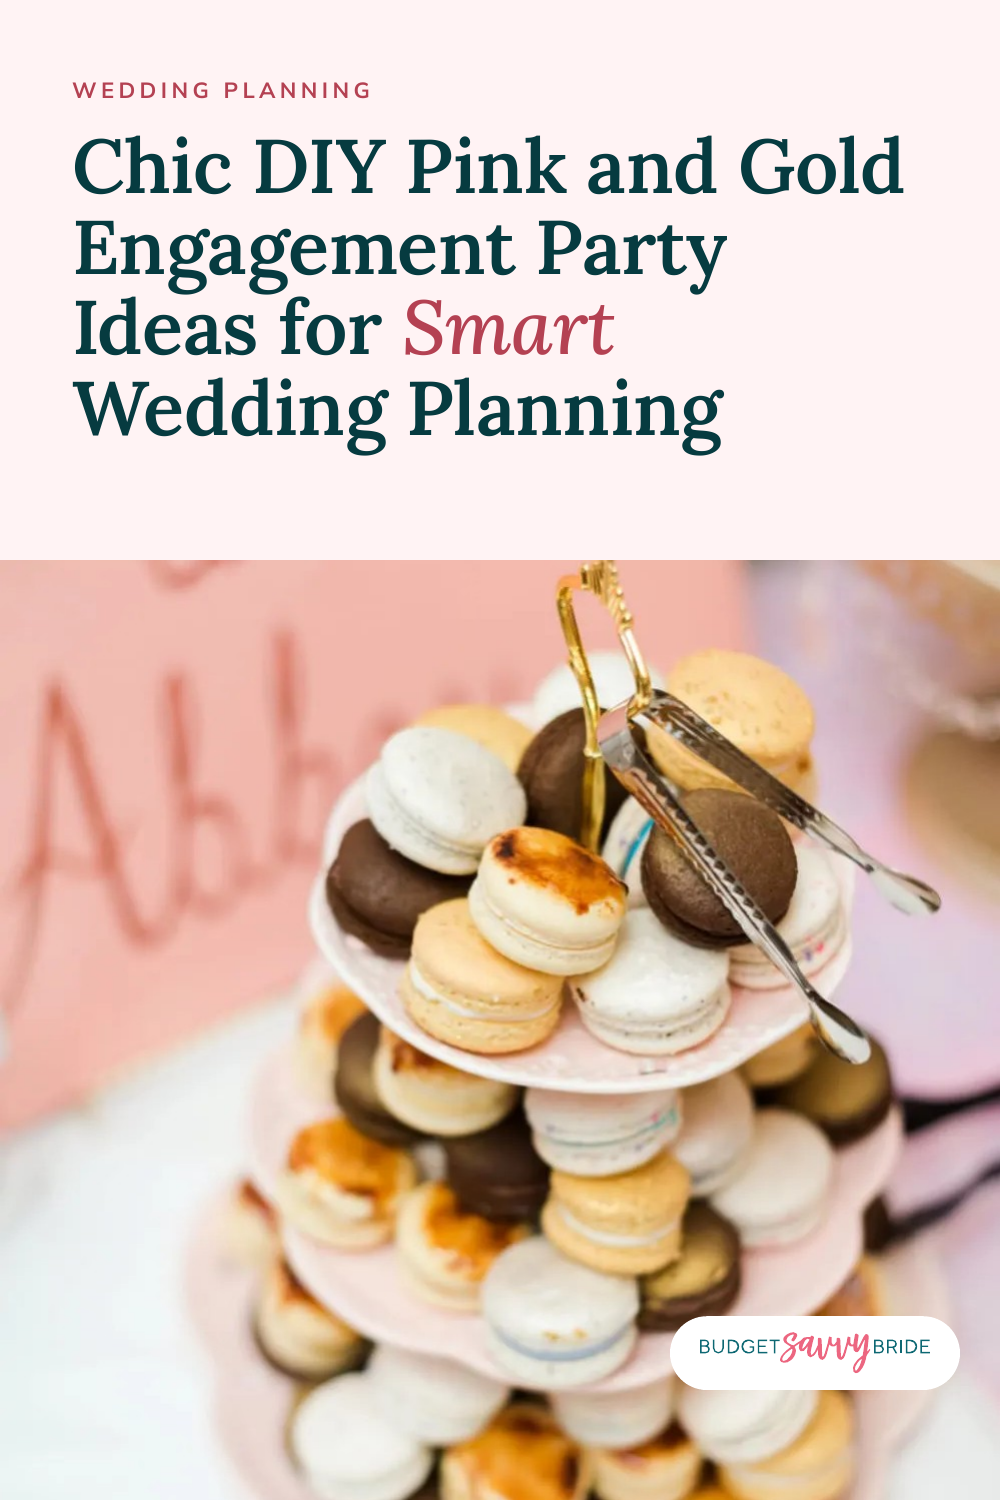 WEDDING PLANNING
Chic DIY Pink and Gold
Engagement Party
Ideas for Smart
Wedding Planning
BUDGET savvy BRIDE